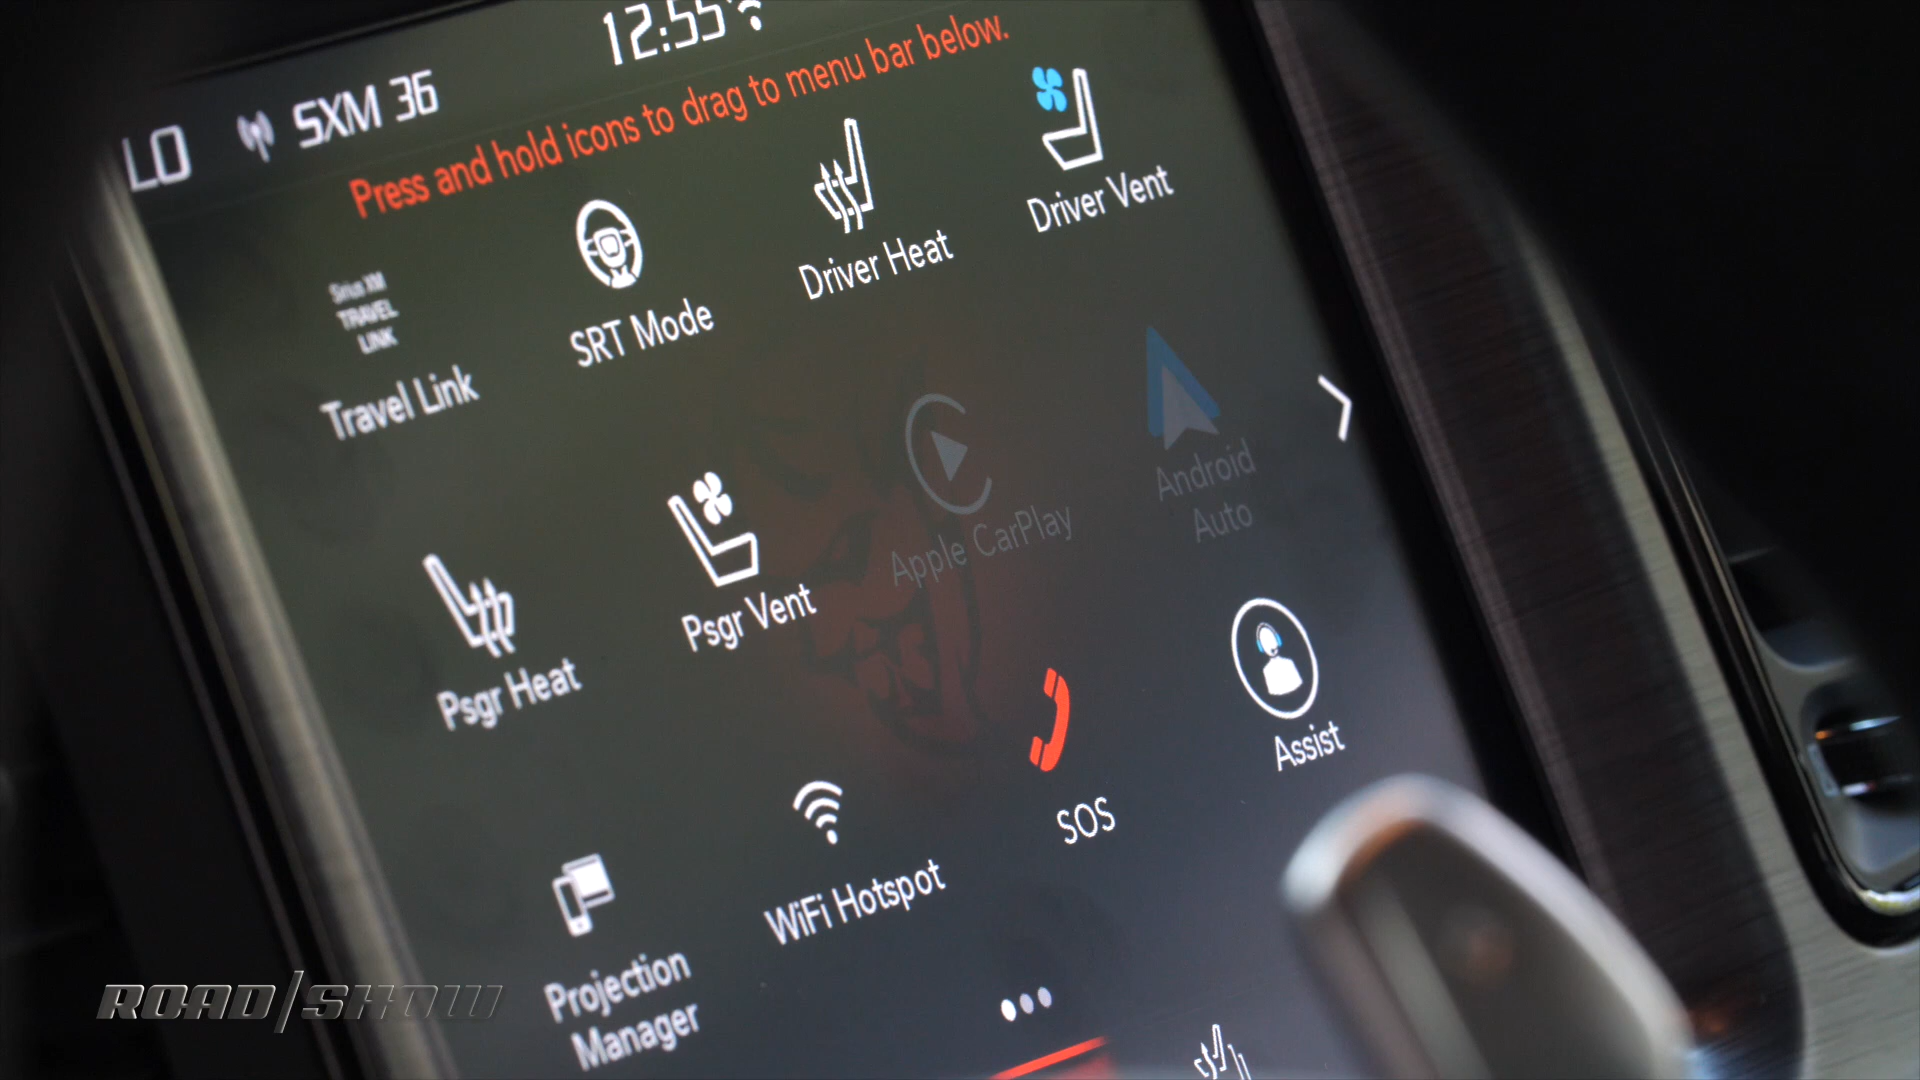 12:55
LO SXM 36
Press and hold icons to drag to menu bar below.
Sirius XM
TRAVEL
LINK
Travel Link
SRT Mode
Driver Heat
Driver Vent
Psgr Heat
Psgr Vent
Apple CarPlay
Android
Auto
Projection
Manager
WiFi Hotspot
SOS
Assist
ROAD/SHOW